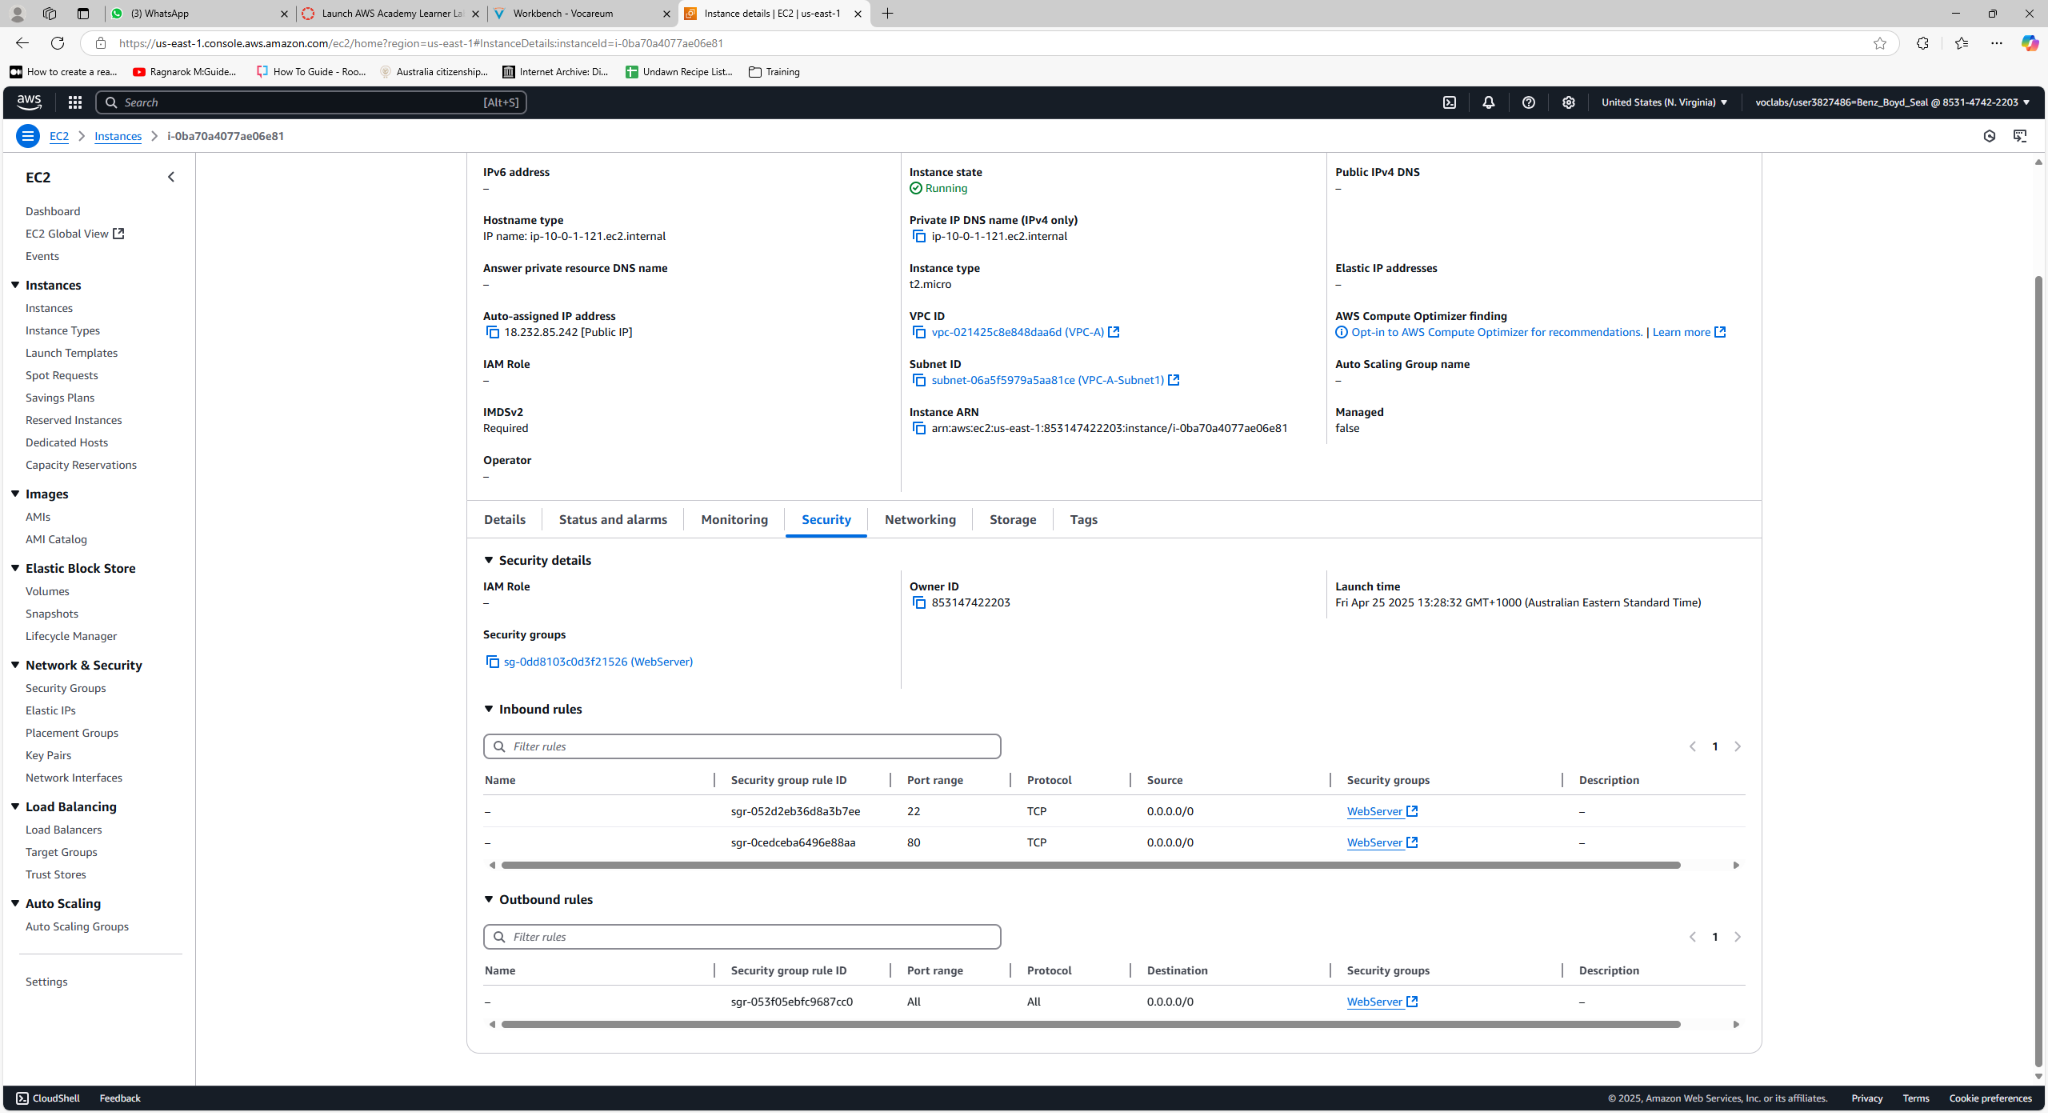 (3) WhatsApp
Launch AWS Academy Learner La
Workbench - Vocareum
Instance details | EC2 | us-east-1
https://us-east-1.console.aws.amazon.com/ec2/home?region=us-east-1#InstanceDetails:instanceId=i-0ba70a4077ae06e81
How to create a rea...
Ragnarok M:Guide...
How To Guide - Roo...
Australia citizenship...
Internet Archive: Di...
Undawn Recipe List...
Training
aws
Search
[Alt+S]
United States (N. Virginia)
voclabs/user3827486=Benz_Boyd_Seal @ 8531-4742-2203
EC2
Instances
i-0ba70a4077ae06e81
EC2
Dashboard
EC2 Global View
Events
Instances
Instances
Instance Types
Launch Templates
Spot Requests
Savings Plans
Reserved Instances
Dedicated Hosts
Capacity Reservations
Images
AMIs
AMI Catalog
Elastic Block Store
Volumes
Snapshots
Lifecycle Manager
Network & Security
Security Groups
Elastic IPs
Placement Groups
Key Pairs
Network Interfaces
Load Balancing
Load Balancers
Target Groups
Trust Stores
Auto Scaling
Auto Scaling Groups
Settings
IPv6 address
–
Instance state
Running
Public IPv4 DNS
–
Hostname type
IP name: ip-10-0-1-121.ec2.internal
Private IP DNS name (IPv4 only)
ip-10-0-1-121.ec2.internal
Answer private resource DNS name
–
Instance type
t2.micro
Elastic IP addresses
–
Auto-assigned IP address
18.232.85.242 [Public IP]
VPC ID
vpc-021425c8e848daa6d (VPC-A)
AWS Compute Optimizer finding
Opt-in to AWS Compute Optimizer for recommendations. | Learn more
IAM Role
–
Subnet ID
subnet-06a5f5979a5aa81ce (VPC-A-Subnet1)
Auto Scaling Group name
–
IMDSv2
Required
Instance ARN
arn:aws:ec2:us-east-1:853147422203:instance/i-0ba70a4077ae06e81
Managed
false
Operator
–
Details
Status and alarms
Monitoring
Security
Networking
Storage
Tags
Security details
IAM Role
–
Owner ID
853147422203
Launch time
Fri Apr 25 2025 13:28:32 GMT+1000 (Australian Eastern Standard Time)
Security groups
sg-0dd8103c0d3f21526 (WebServer)
Inbound rules
Filter rules
1
Name Security group rule ID Port range Protocol Source Security groups Description
– sgr-052d2eb36d8a3b7ee 22 TCP 0.0.0.0/0 WebServer –
– sgr-0cedceba6496e88aa 80 TCP 0.0.0.0/0 WebServer –
Outbound rules
Filter rules
1
Name Security group rule ID Port range Protocol Destination Security groups Description
– sgr-053f05ebfc9687cc0 All All 0.0.0.0/0 WebServer –
CloudShell
Feedback
© 2025, Amazon Web Services, Inc. or its affiliates.
Privacy
Terms
Cookie preferences